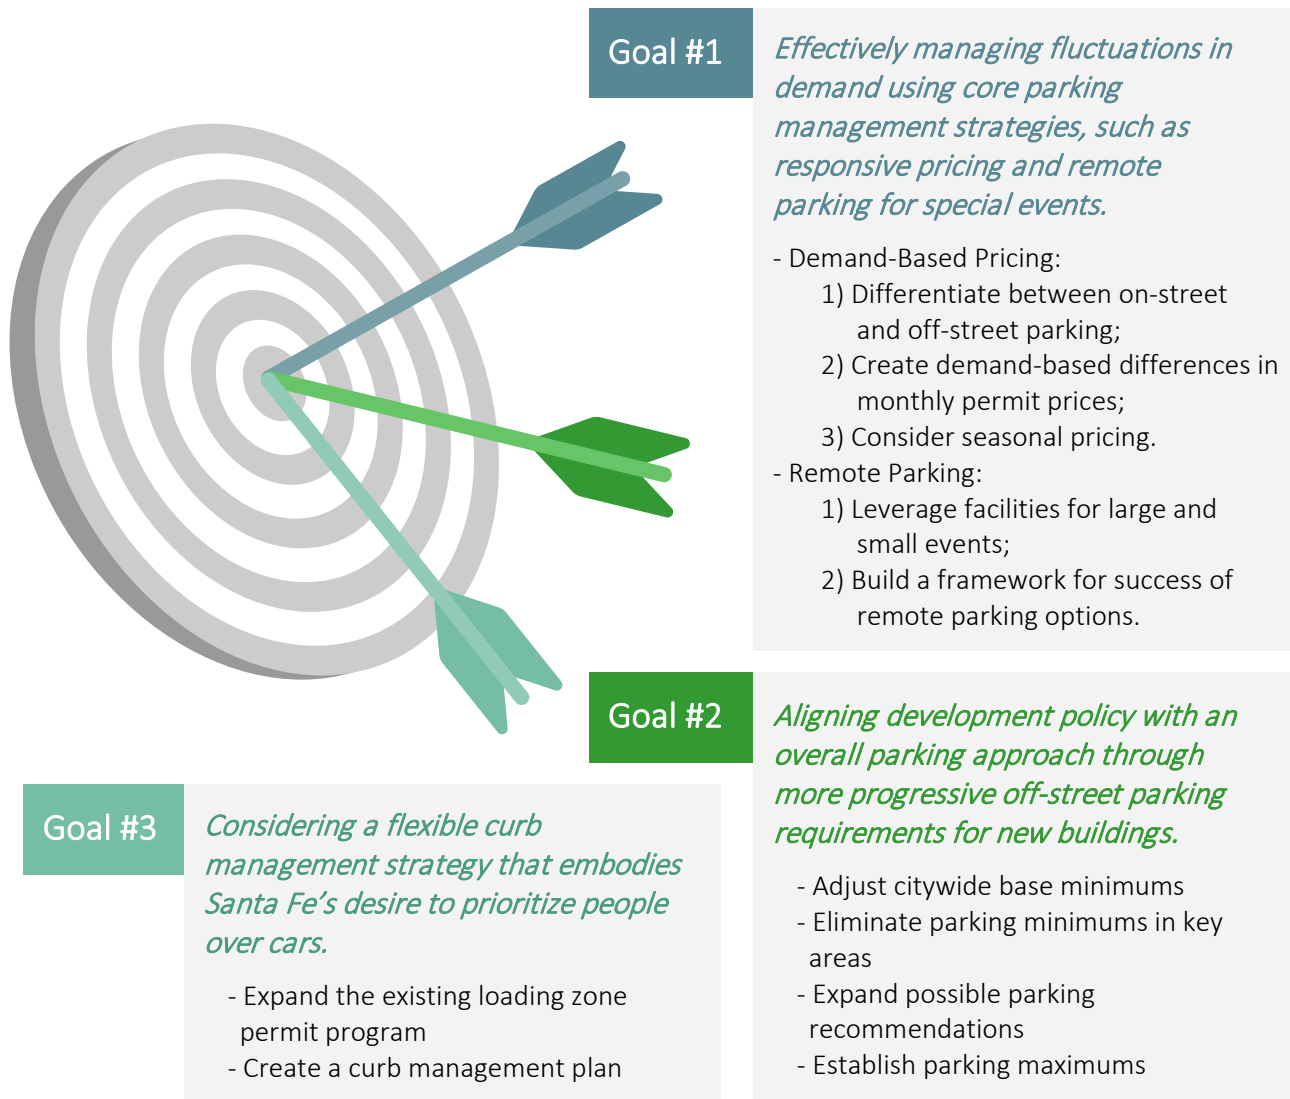 Goal #1
Effectively managing fluctuations in
demand using core parking
management strategies, such as
responsive pricing and remote
parking for special events.
- Demand-Based Pricing:
1) Differentiate between on-street
and off-street parking;
2) Create demand-based differences in
monthly permit prices;
3) Consider seasonal pricing.
- Remote Parking:
1) Leverage facilities for large and
small events;
2) Build a framework for success of
remote parking options.
Goal #2
Aligning development policy with an
overall parking approach through
more progressive off-street parking
requirements for new buildings.
- Adjust citywide base minimums
- Eliminate parking minimums in key
areas
- Expand possible parking
recommendations
- Establish parking maximums
Goal #3
Considering a flexible curb
management strategy that embodies
Santa Fe's desire to prioritize people
over cars.
- Expand the existing loading zone
permit program
- Create a curb management plan